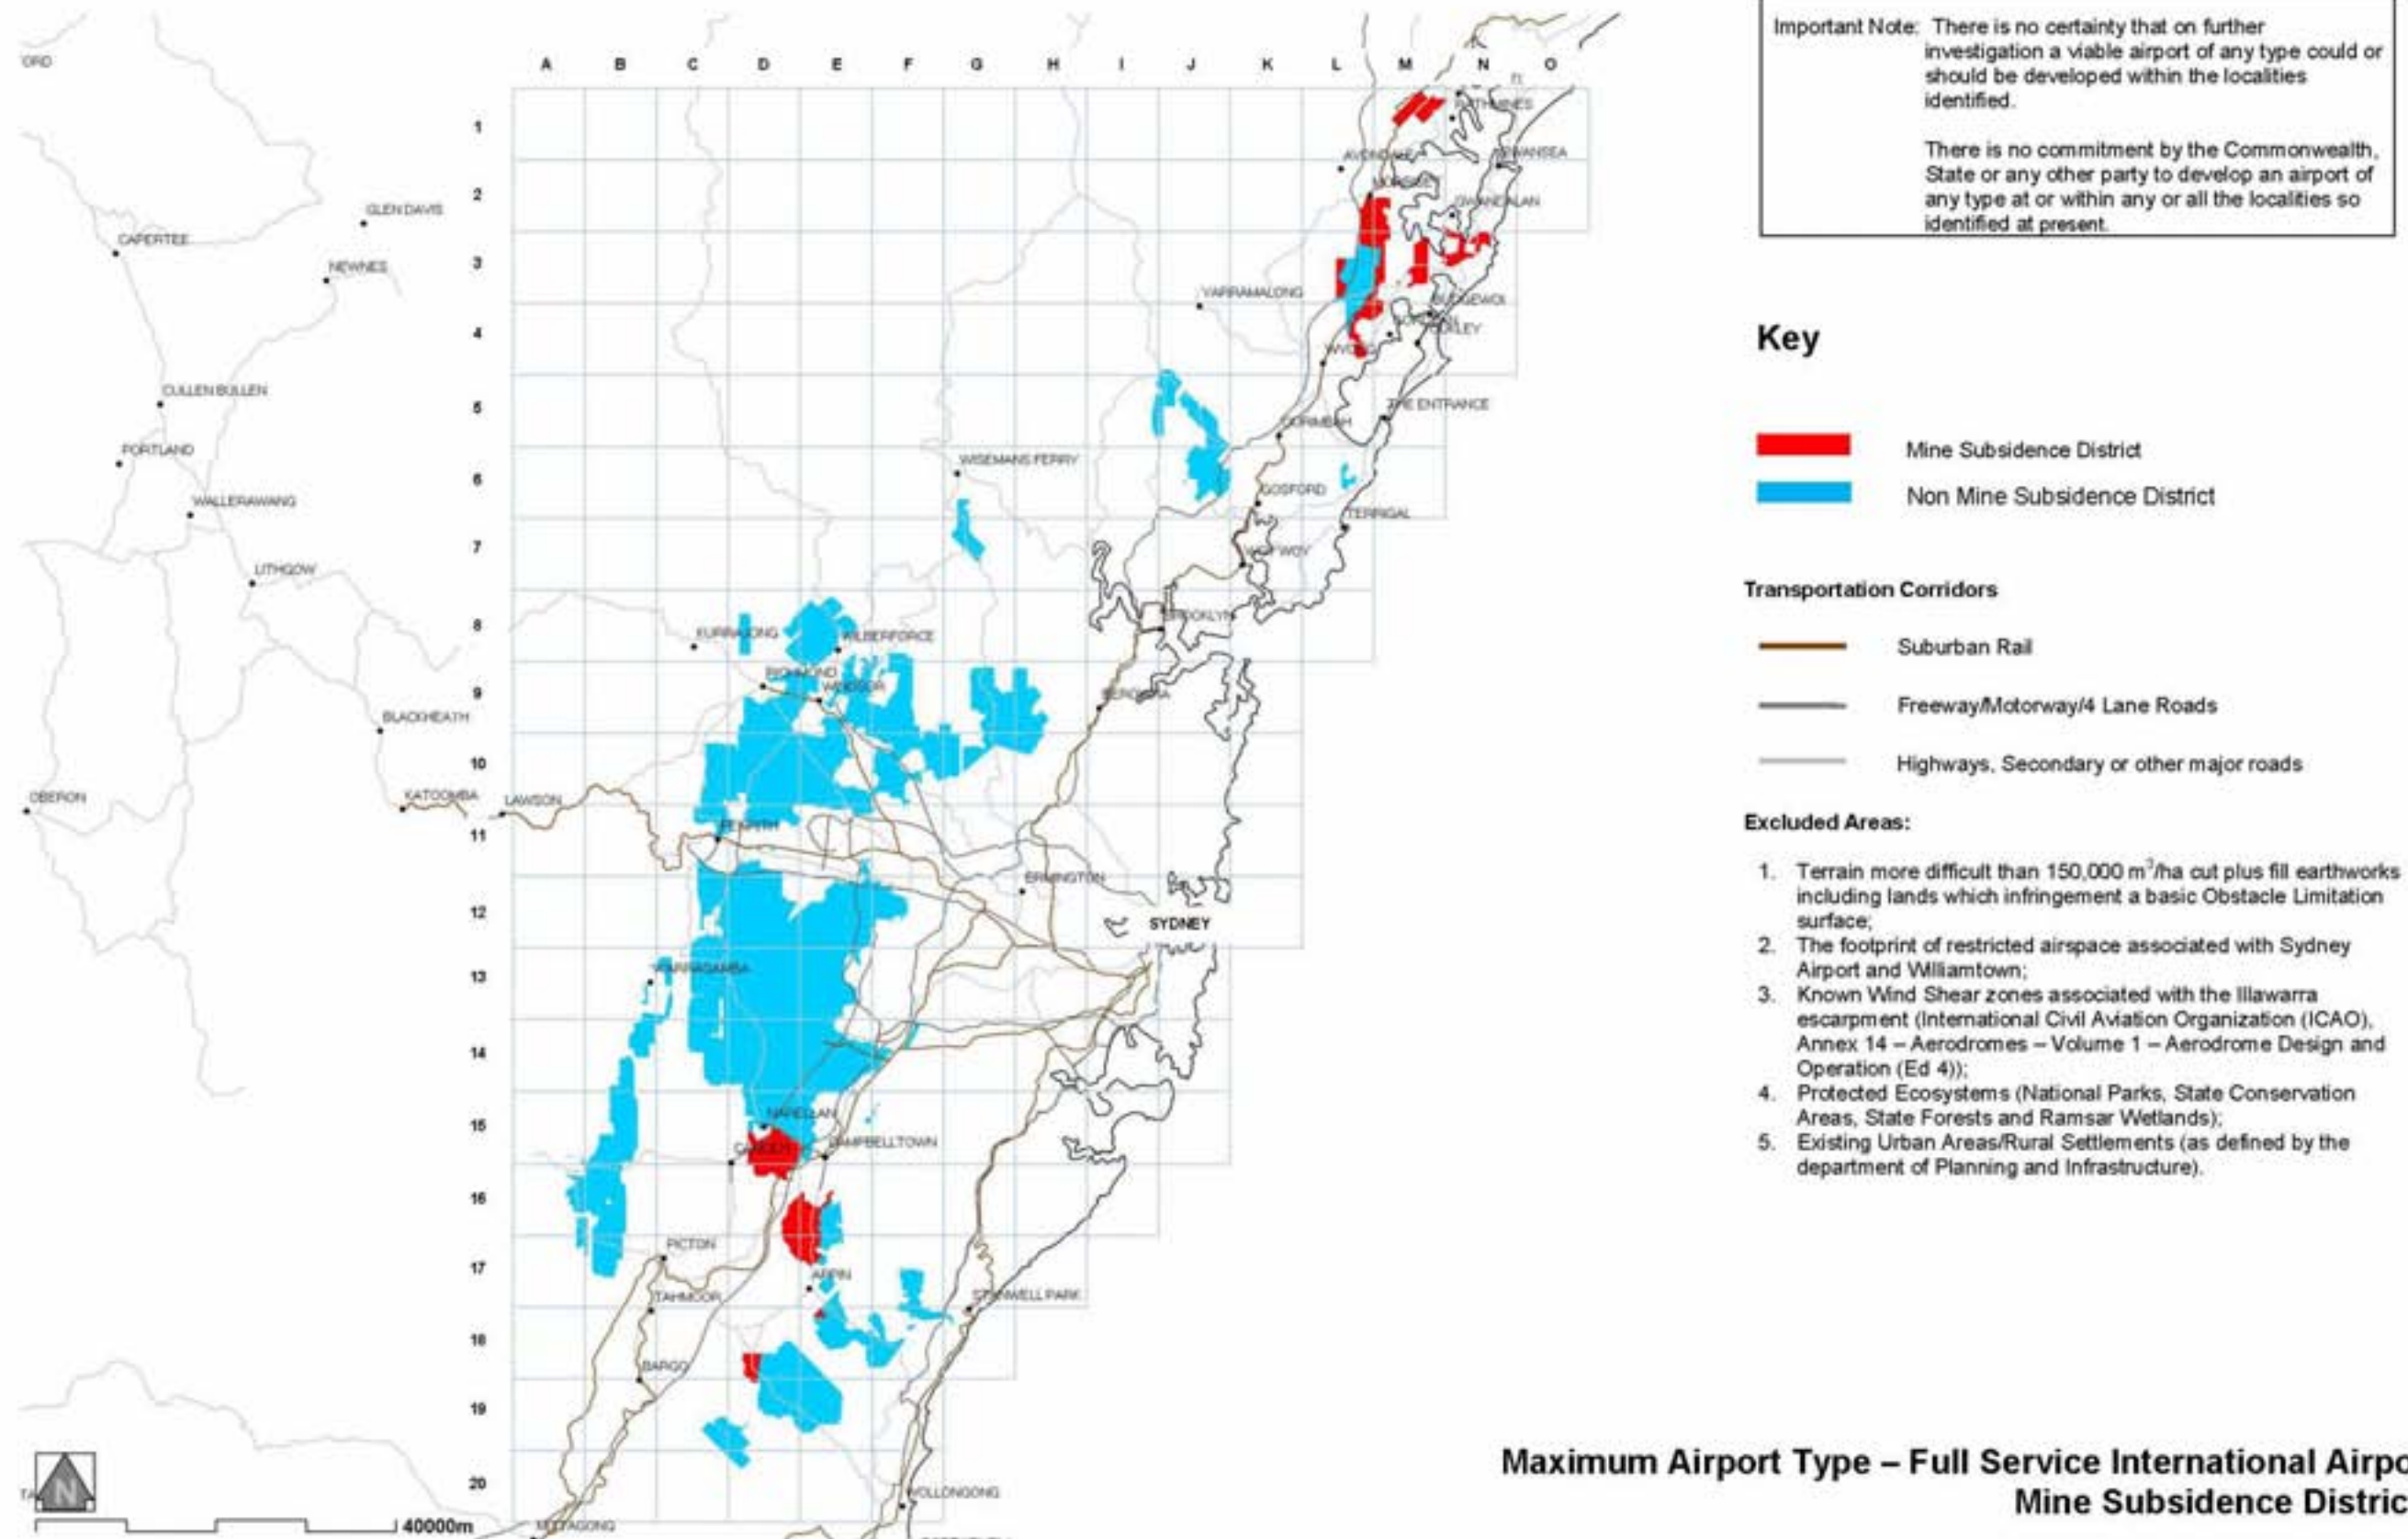 Important Note: There is no certainty that on further
investigation a viable airport of any type could or
should be developed within the localities
identified.
There is no commitment by the Commonwealth,
State or any other party to develop an airport of
any type at or within any or all the localities so
identified at present.
A B C D E F G H I J K L M N O
1
2
3
4
5
6
7
8
9
10
11
12
13
14
15
16
17
18
19
20
SWANSEA
GLEN DAVIS
CAPERTEE
NEWNES
YARRAMALONG
CULLEN BULLEN
THE ENTRANCE
OURIMBAH
PORTLAND
WISEMANS FERRY
WALLERAWANG
GOSFORD
TERRIGAL
LITHGOW
BROOKLYN
KURRAJONG
WILBERFORCE
RICHMOND
WINDSOR
BEROWRA
BLACKHEATH
OBERON
KATOOMBA
LAWSON
PENRITH
ERMINGTON
SYDNEY
WARRAGAMBA
NARELLAN
CAMDEN
CAMPBELLTOWN
PICTON
APPIN
TAHMOOR
STANWELL PARK
BARGO
WOLLONGONG
MITTAGONG
N
40000m
Key
Mine Subsidence District
Non Mine Subsidence District
Transportation Corridors
Suburban Rail
Freeway/Motorway/4 Lane Roads
Highways, Secondary or other major roads
Excluded Areas:
1. Terrain more difficult than 150,000 m³/ha cut plus fill earthworks
including lands which infringement a basic Obstacle Limitation
surface;
2. The footprint of restricted airspace associated with Sydney
Airport and Williamtown;
3. Known Wind Shear zones associated with the Illawarra
escarpment (International Civil Aviation Organization (ICAO),
Annex 14 – Aerodromes – Volume 1 – Aerodrome Design and
Operation (Ed 4));
4. Protected Ecosystems (National Parks, State Conservation
Areas, State Forests and Ramsar Wetlands);
5. Existing Urban Areas/Rural Settlements (as defined by the
department of Planning and Infrastructure).
Maximum Airport Type – Full Service International Airpo
Mine Subsidence Distric